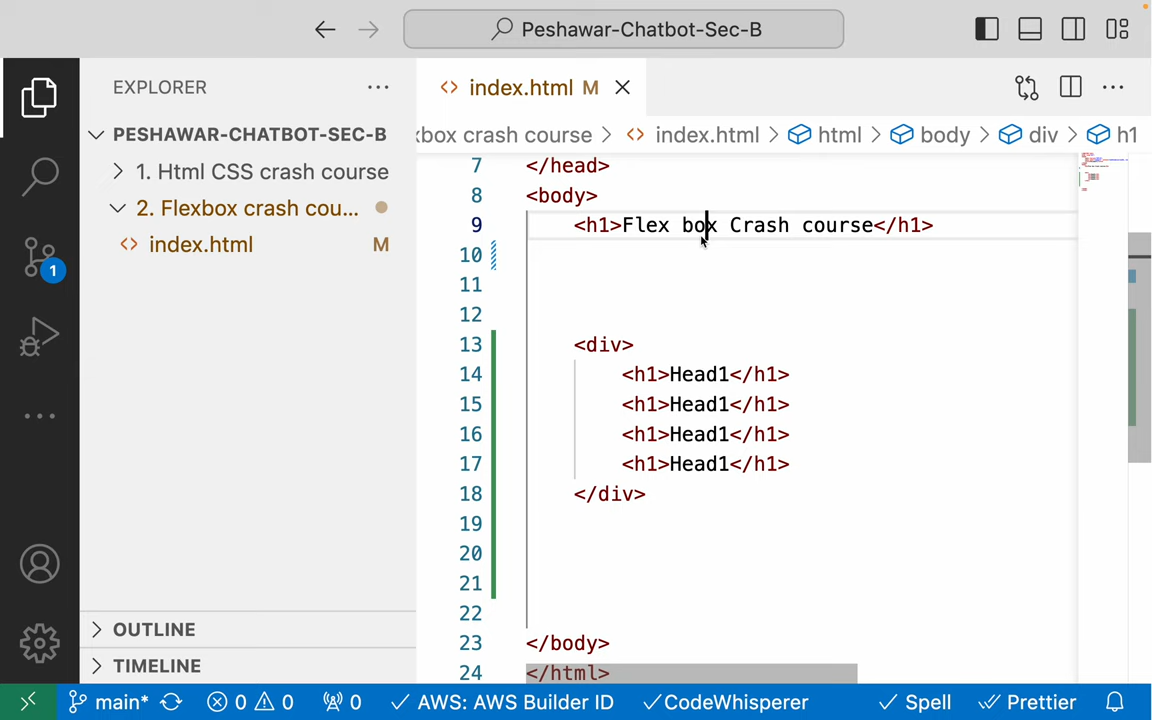 Peshawar-Chatbot-Sec-B
EXPLORER
index.html M
PESHAWAR-CHATBOT-SEC-B
box crash course > index.html > html > body > div > h1
1. Html CSS crash course
2. Flexbox crash cou...
index.html M
7 </head>
8 <body>
9 <h1>Flex box Crash course</h1>
10
11
12
13 <div>
14 <h1>Head1</h1>
15 <h1>Head1</h1>
16 <h1>Head1</h1>
17 <h1>Head1</h1>
18 </div>
19
20
21
22
23 </body>
24 </html>
1
OUTLINE
TIMELINE
main* 0 0 0 AWS: AWS Builder ID CodeWhisperer Spell Prettier